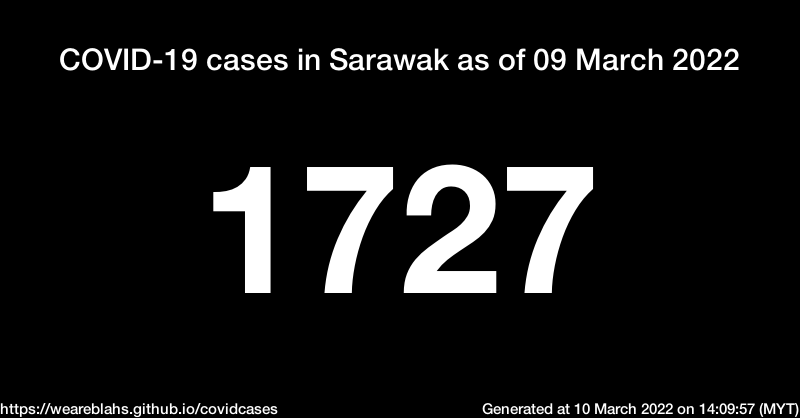 COVID-19 cases in Sarawak as of 09 March 2022
1727
https://weareblahs.github.io/covidcases
Generated at 10 March 2022 on 14:09:57 (MYT)